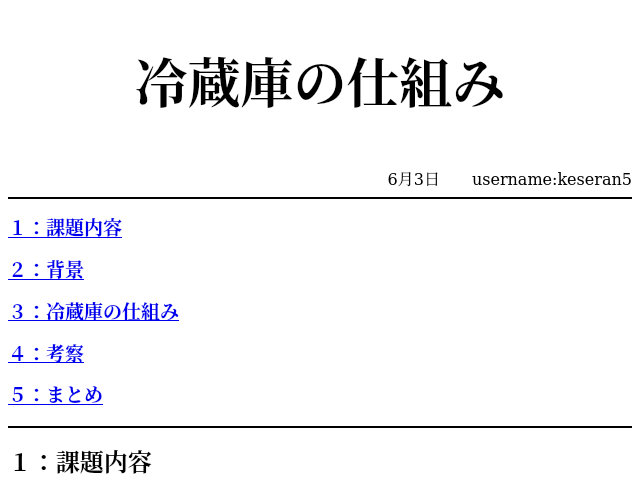 冷蔵庫の仕組み
6月3日　　username:keseran5
１：課題内容
２：背景
３：冷蔵庫の仕組み
４：考察
５：まとめ
１：課題内容